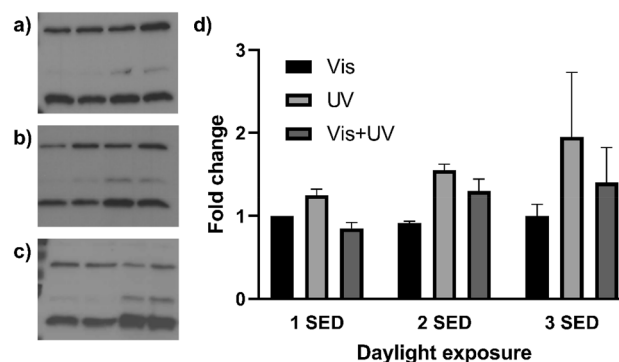 a)
b)
c)
d)
3
2
1
0
Fold change
Vis
UV
Vis+UV
1 SED 2 SED 3 SED
Daylight exposure